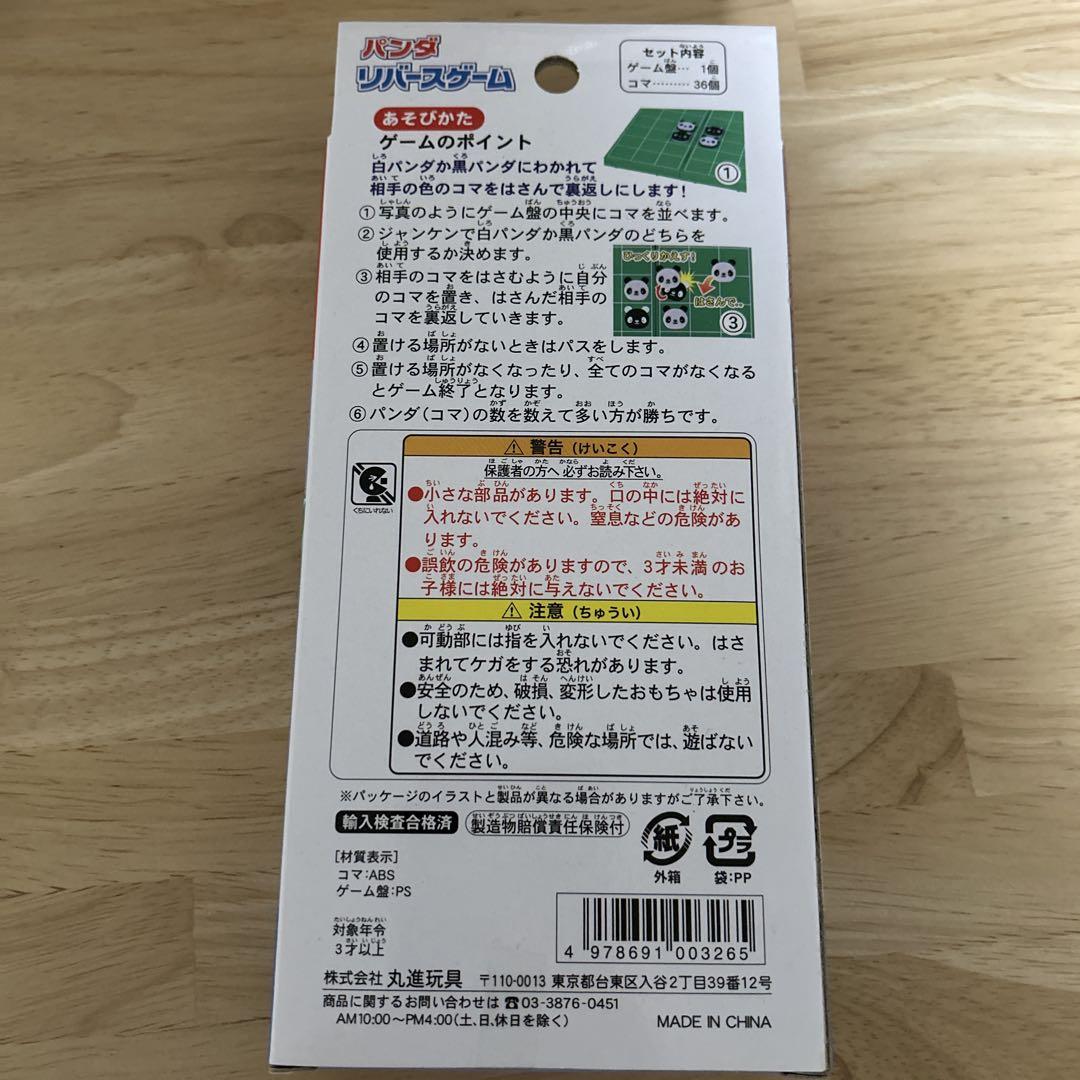 パンダ
リバースゲーム
セット内容
ゲーム盤… 1個
コマ……… 36個
あそびかた
ゲームのポイント
白パンダか黒パンダにわかれて
相手の色のコマをはさんで裏返しにします!
①
①写真のようにゲーム盤の中央にコマを並べます。
②ジャンケンで白パンダか黒パンダのどちらを
使用するか決めます。
③相手のコマをはさむように自分
のコマを置き、はさんだ相手の
コマを裏返していきます。
ひっくりかえす!
はさんで..
③
④置ける場所がないときはパスをします。
⑤置ける場所がなくなったり、全てのコマがなくなる
とゲーム終了となります。
⑥パンダ(コマ)の数を数えて多い方が勝ちです。
くちにいれない
⚠ 警告 (けいこく)
保護者の方へ 必ずお読み下さい。
●小さな部品があります。口の中には絶対に
入れないでください。窒息などの危険があ
ります。
●誤飲の危険がありますので、3才未満のお
子様には絶対に与えないでください。
⚠ 注意 (ちゅうい)
●可動部には指を入れないでください。はさ
まれてケガをする恐れがあります。
●安全のため、破損、変形したおもちゃは使用
しないでください。
●道路や人混み等、危険な場所では、遊ばない
でください。
※パッケージのイラストと製品が異なる場合がありますがご了承下さい。
輸入検査合格済
製造物賠償責任保険付
紙
外箱
プラ
袋:PP
[材質表示]
コマ:ABS
ゲーム盤:PS
対象年令
3才以上
4 978691 003265
株式会社 丸進玩具 〒110-0013 東京都台東区入谷2丁目39番12号
商品に関するお問い合わせは ☎03-3876-0451
AM10:00〜PM4:00(土、日、休日を除く)
MADE IN CHINA